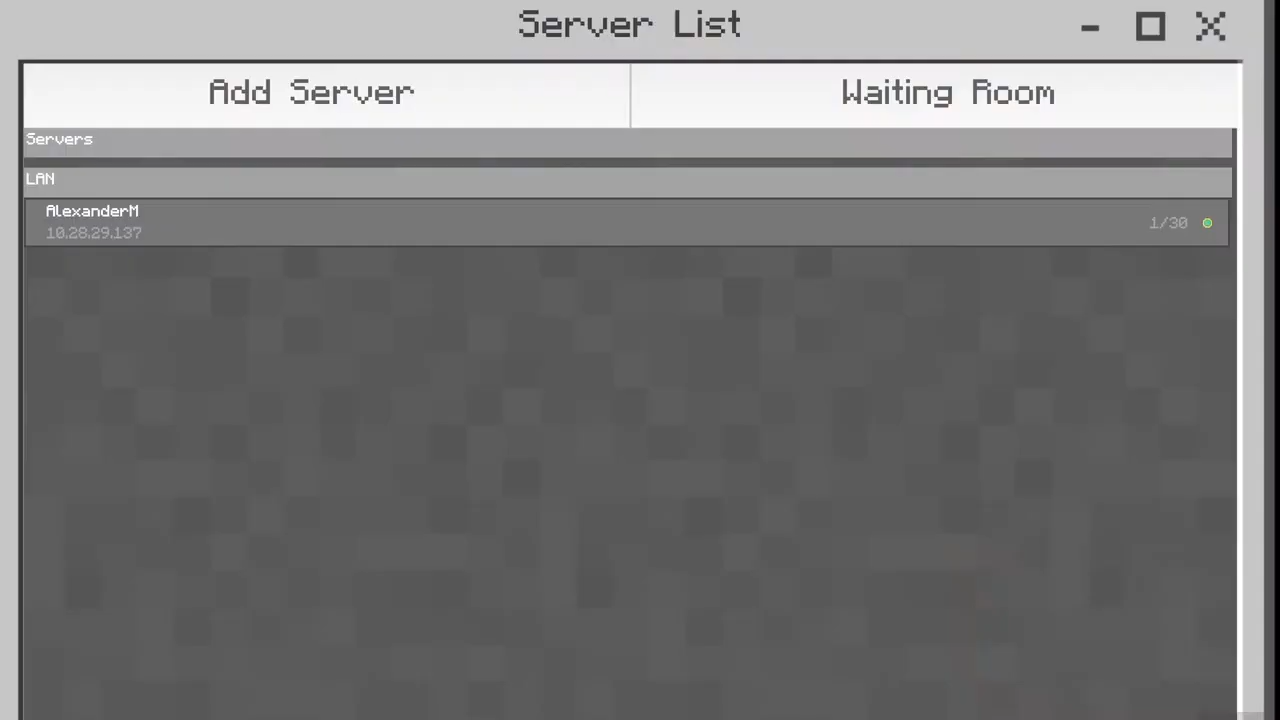 Server List
Add Server
Waiting Room
Servers
LAN
AlexanderM
10.28.29.137
1/30